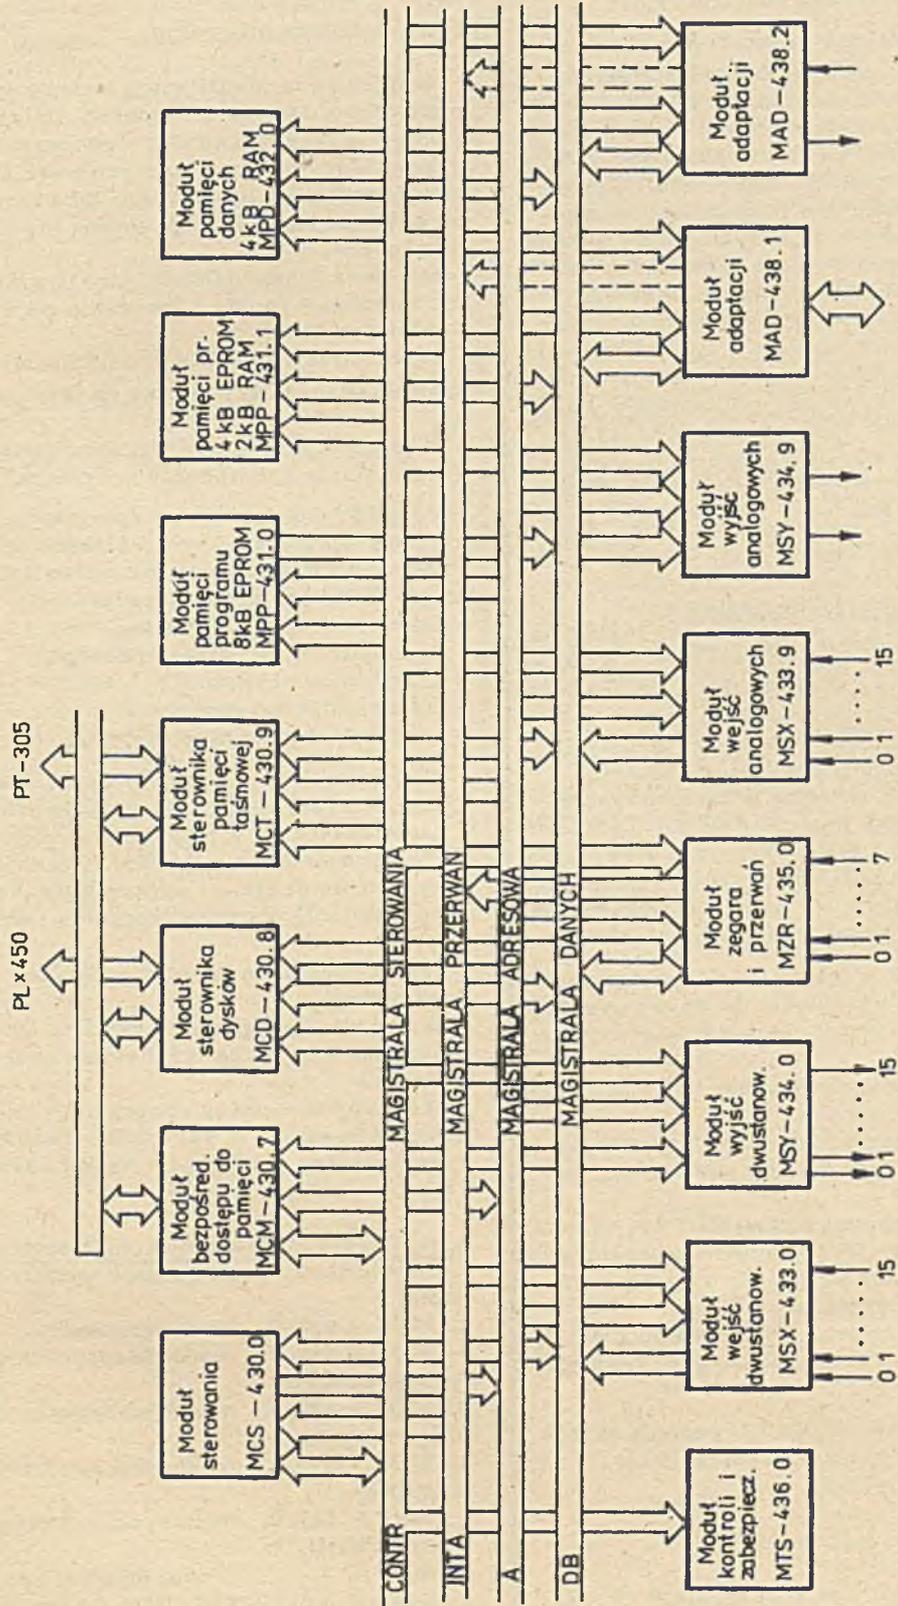 PL×450
PT-305
Moduł
sterowania
MCS-430.0
Moduł
bezpośred.
dostępu do
pamięci
MCM-430.7
Moduł
sterownika
dysków
MCD-430.8
Moduł
sterownika
pamięci
taśmowej
MCT-430.9
Moduł
pamięci
programu
8kB EPROM
MPP-431.0
Moduł
pamięci pr.
4kB EPROM
2kB RAM
MPP-431.1
Moduł
pamięci
danych
4kB RAM
MPD-432.0
CONTR
MAGISTRALA STEROWANIA
INTA
MAGISTRALA PRZERWAŃ
A
MAGISTRALA ADRESOWA
DB
MAGISTRALA DANYCH
Moduł
kontroli i
zabezpiecz.
MTS-436.0
Moduł
wejść
dwustanow.
MSX-433.0
0 1 ..... 15
Moduł
wyjść
dwustanow.
MSY-434.0
0 1 ..... 15
Moduł
zegara
i przerwań
MZR-435.0
0 1 ..... 7
Moduł
wejść
analogowych
MSX-433.9
0 1 ..... 15
Moduł
wyjść
analogowych
MSY-434.9
Moduł
adaptacji
MAD-438.1
Moduł
adaptacji
MAD-438.2